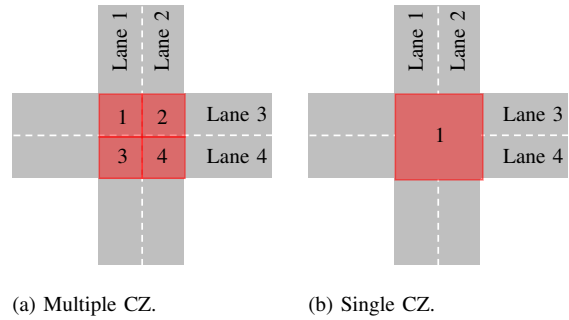 Lane 1
Lane 2
1
2
Lane 3
3
4
Lane 4
(a) Multiple CZ.
Lane 1
Lane 2
1
Lane 3
Lane 4
(b) Single CZ.